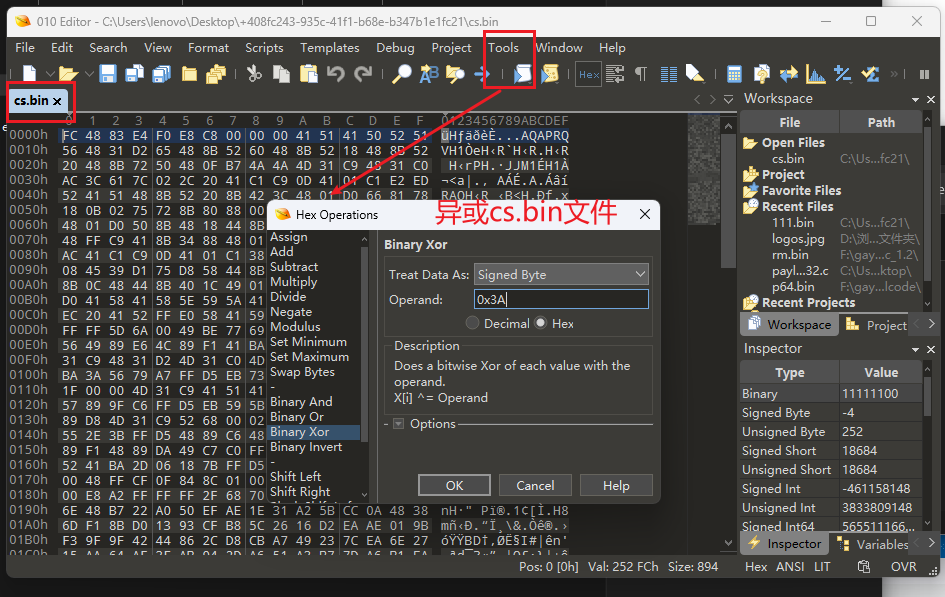 010 Editor - C:\Users\lenovo\Desktop\+408fc243-935c-41f1-b68e-b347b1e1fc21\cs.bin
File Edit Search View Format Scripts Templates Debug Project Tools Window Help
Hex
cs.bin
0 1 2 3 4 5 6 7 8 9 A B C D E F 0123456789ABCDEF
0000h FC 48 83 E4 F0 E8 C8 00 00 00 41 51 41 50 52 51 üHƒäðèÈ...AQAPRQ
0010h 56 48 31 D2 65 48 8B 52 60 48 8B 52 18 48 8B 52 VH1ÒeH‹R`H‹R.H‹R
0020h 20 48 8B 72 50 48 0F B7 4A 4A 4D 31 C9 48 31 C0 H‹rPH.·JJM1ÉH1À
0030h AC 3C 61 7C 02 2C 20 41 C1 C9 0D 41 01 C1 E2 ED ¬<a|., AÁÉ.A.Áâí
0040h 52 41 51 48 8B 52 20 8B 42 3C 48 01 D0 66 81 78 RAQH‹R ‹B<H.Ðf.x
0050h 18 0B 02 75 72 8B 80 88 00
0060h 48 01 D0 50 8B 48 18 44 8B
0070h 48 FF C9 41 8B 34 88 48 01
0080h AC 41 C1 C9 0D 41 01 C1 38
0090h 08 45 39 D1 75 D8 58 44 8B
00A0h 8B 0C 48 44 8B 40 1C 49 01
00B0h D0 41 58 41 58 5E 59 5A 41
00C0h EC 20 41 52 FF E0 58 41 59
00D0h FF FF 5D 6A 00 49 BE 77 69
00E0h 56 49 89 E6 4C 89 F1 41 BA
00F0h 31 C9 48 31 D2 4D 31 C0 4D
0100h BA 3A 56 79 A7 FF D5 EB 73
0110h 1F 00 00 4D 31 C9 41 51 41
0120h 57 89 9F C6 FF D5 EB 59 5B
0130h 89 D8 4D 31 C9 52 68 00 02
0140h 55 2E 3B FF D5 48 89 C6 48
0150h 89 F1 48 89 DA 49 C7 C0 FF
0160h 52 41 BA 2D 06 18 7B FF D5
0170h 00 48 FF CF 0F 84 8C 01 00
0180h 00 E8 A2 FF FF FF 2F 68 70
0190h 6E 48 B7 22 A0 50 EF AE 1E 31 A2 5B CC 0A 48 38
01A0h 6D F1 8B D0 13 93 CF B8 5C 26 16 D2 EA AE 01 9B
01B0h F3 9F 9F 42 44 86 2C D8 CB A7 49 23 7C EA 6E 27
异或cs.bin文件
Hex Operations
Assign
Add
Subtract
Multiply
Divide
Negate
Modulus
Set Minimum
Set Maximum
Swap Bytes
-
Binary And
Binary Or
Binary Xor
Binary Invert
-
Shift Left
Shift Right
Binary Xor
Treat Data As: Signed Byte
Operand: 0x3A
Decimal Hex
Description
Does a bitwise Xor of each value with the
operand.
X[i] ^= Operand
Options
OK Cancel Help
Workspace
File Path
Open Files
cs.bin C:\Us...fc21\
Project
Favorite Files
Recent Files
111.bin C:\Us...fc21\
logos.jpg D:\浏...文件夹\
rm.bin F:\gay...c_1.2\
payl...32.c C:\Us...ktop\
p64.bin F:\gay...lcode\
Recent Projects
Workspace Project
Inspector
Type Value
Binary 11111100
Signed Byte -4
Unsigned Byte 252
Signed Short 18684
Unsigned Short 18684
Signed Int -461158148
Unsigned Int 3833809148
Signed Int64 565511166...
Inspector Variables
Pos: 0 [0h] Val: 252 FCh Size: 894 Hex ANSI LIT OVR